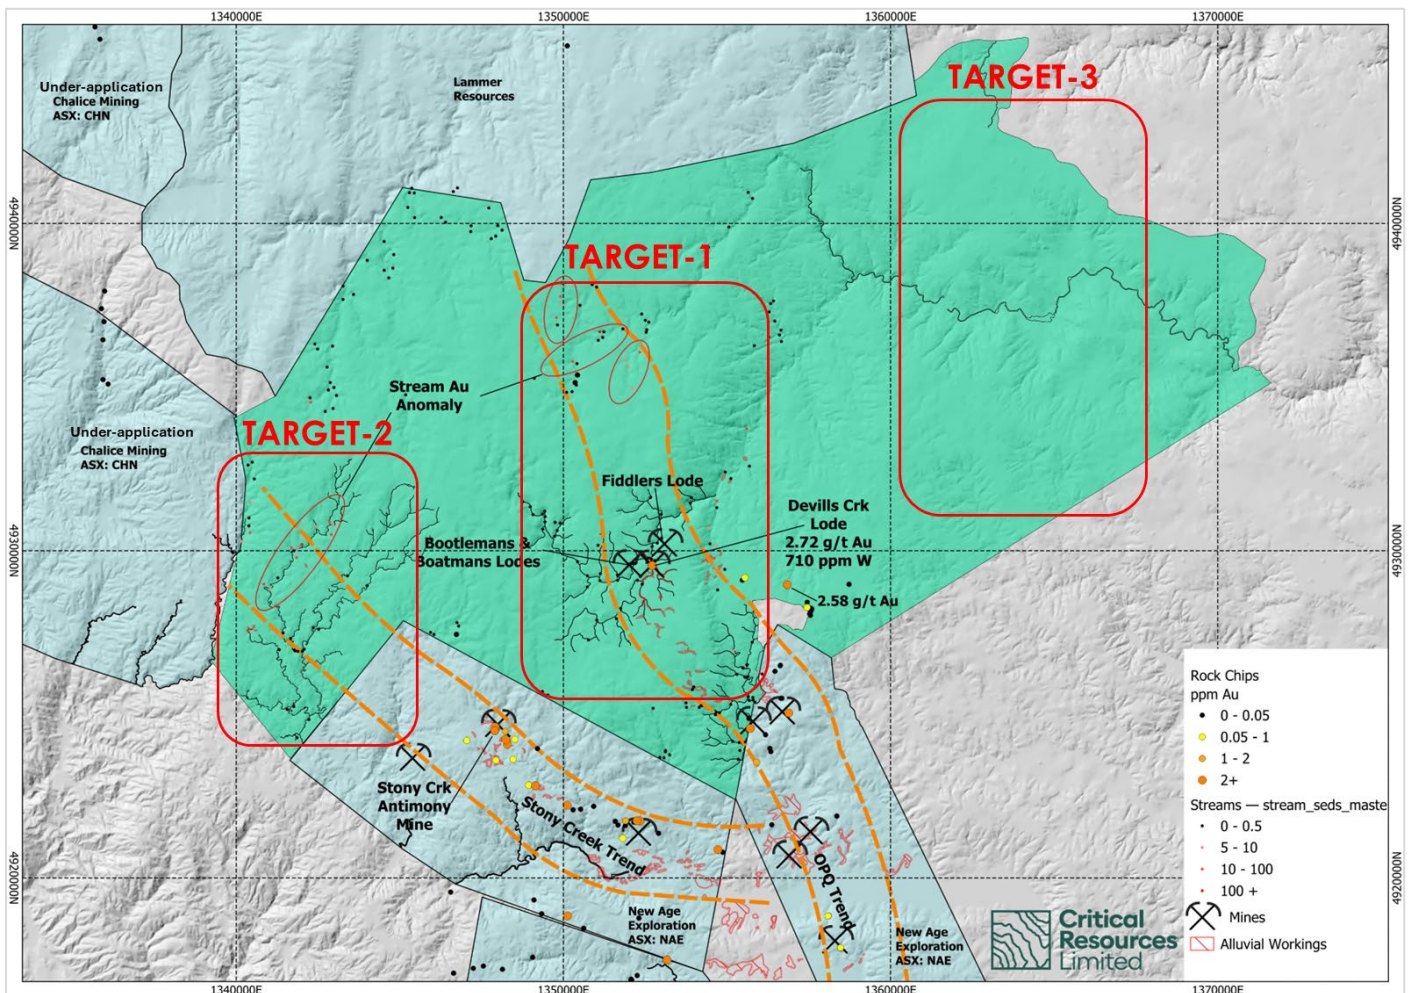 1340000E
1350000E
1360000E
1370000E
Under-application
Chalice Mining
ASX: CHN
Lammer
Resources
TARGET-3
4940000N
4940000N
TARGET-1
Stream Au
Anomaly
Under-application
Chalice Mining
ASX: CHN
TARGET-2
Fiddlers Lode
Devills Crk
Lode
2.72 g/t Au
710 ppm W
Bootlemans &
Boatmans Lodes
4930000N
4930000N
2.58 g/t Au
Stony Crk
Antimony
Mine
Stony Creek Trend
OPQ Trend
4920000N
4920000N
New Age
Exploration
ASX: NAE
New Age
Exploration
ASX: NAE
Critical
Resources
Limited
Rock Chips
ppm Au
0 - 0.05
0.05 - 1
1 - 2
2+
Streams — stream_seds_maste
0 - 0.5
5 - 10
10 - 100
100 +
Mines
Alluvial Workings
1340000E
1350000E
1360000E
1370000E